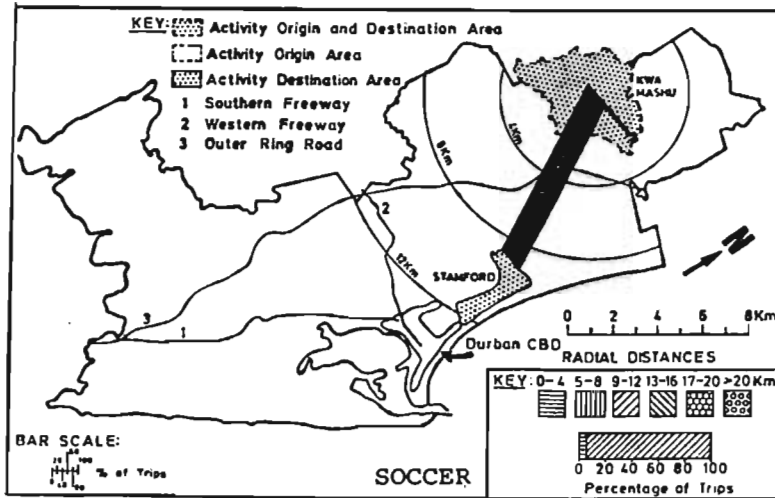 KEY: Activity Origin and Destination Area
Activity Origin Area
Activity Destination Area
1 Southern Freeway
2 Western Freeway
3 Outer Ring Road
KWA
MASHU
4Km
8Km
2
12Km
STAMFORD
N
3
1
Durban CBD
0 2 4 6 8Km
RADIAL DISTANCES
KEY: 0-4 5-8 9-12 13-16 17-20 >20 Km
0 20 40 60 80 100
Percentage of Trips
BAR SCALE:
% of Trips
SOCCER